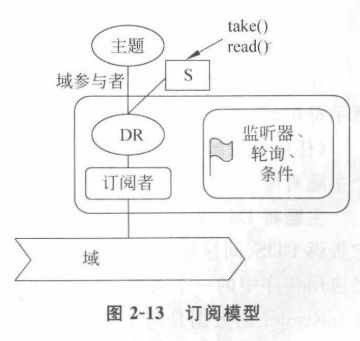 take()
read()
主题
S
域参与者
DR
监听器、
轮询、
条件
订阅者
域
图 2-13 订阅模型